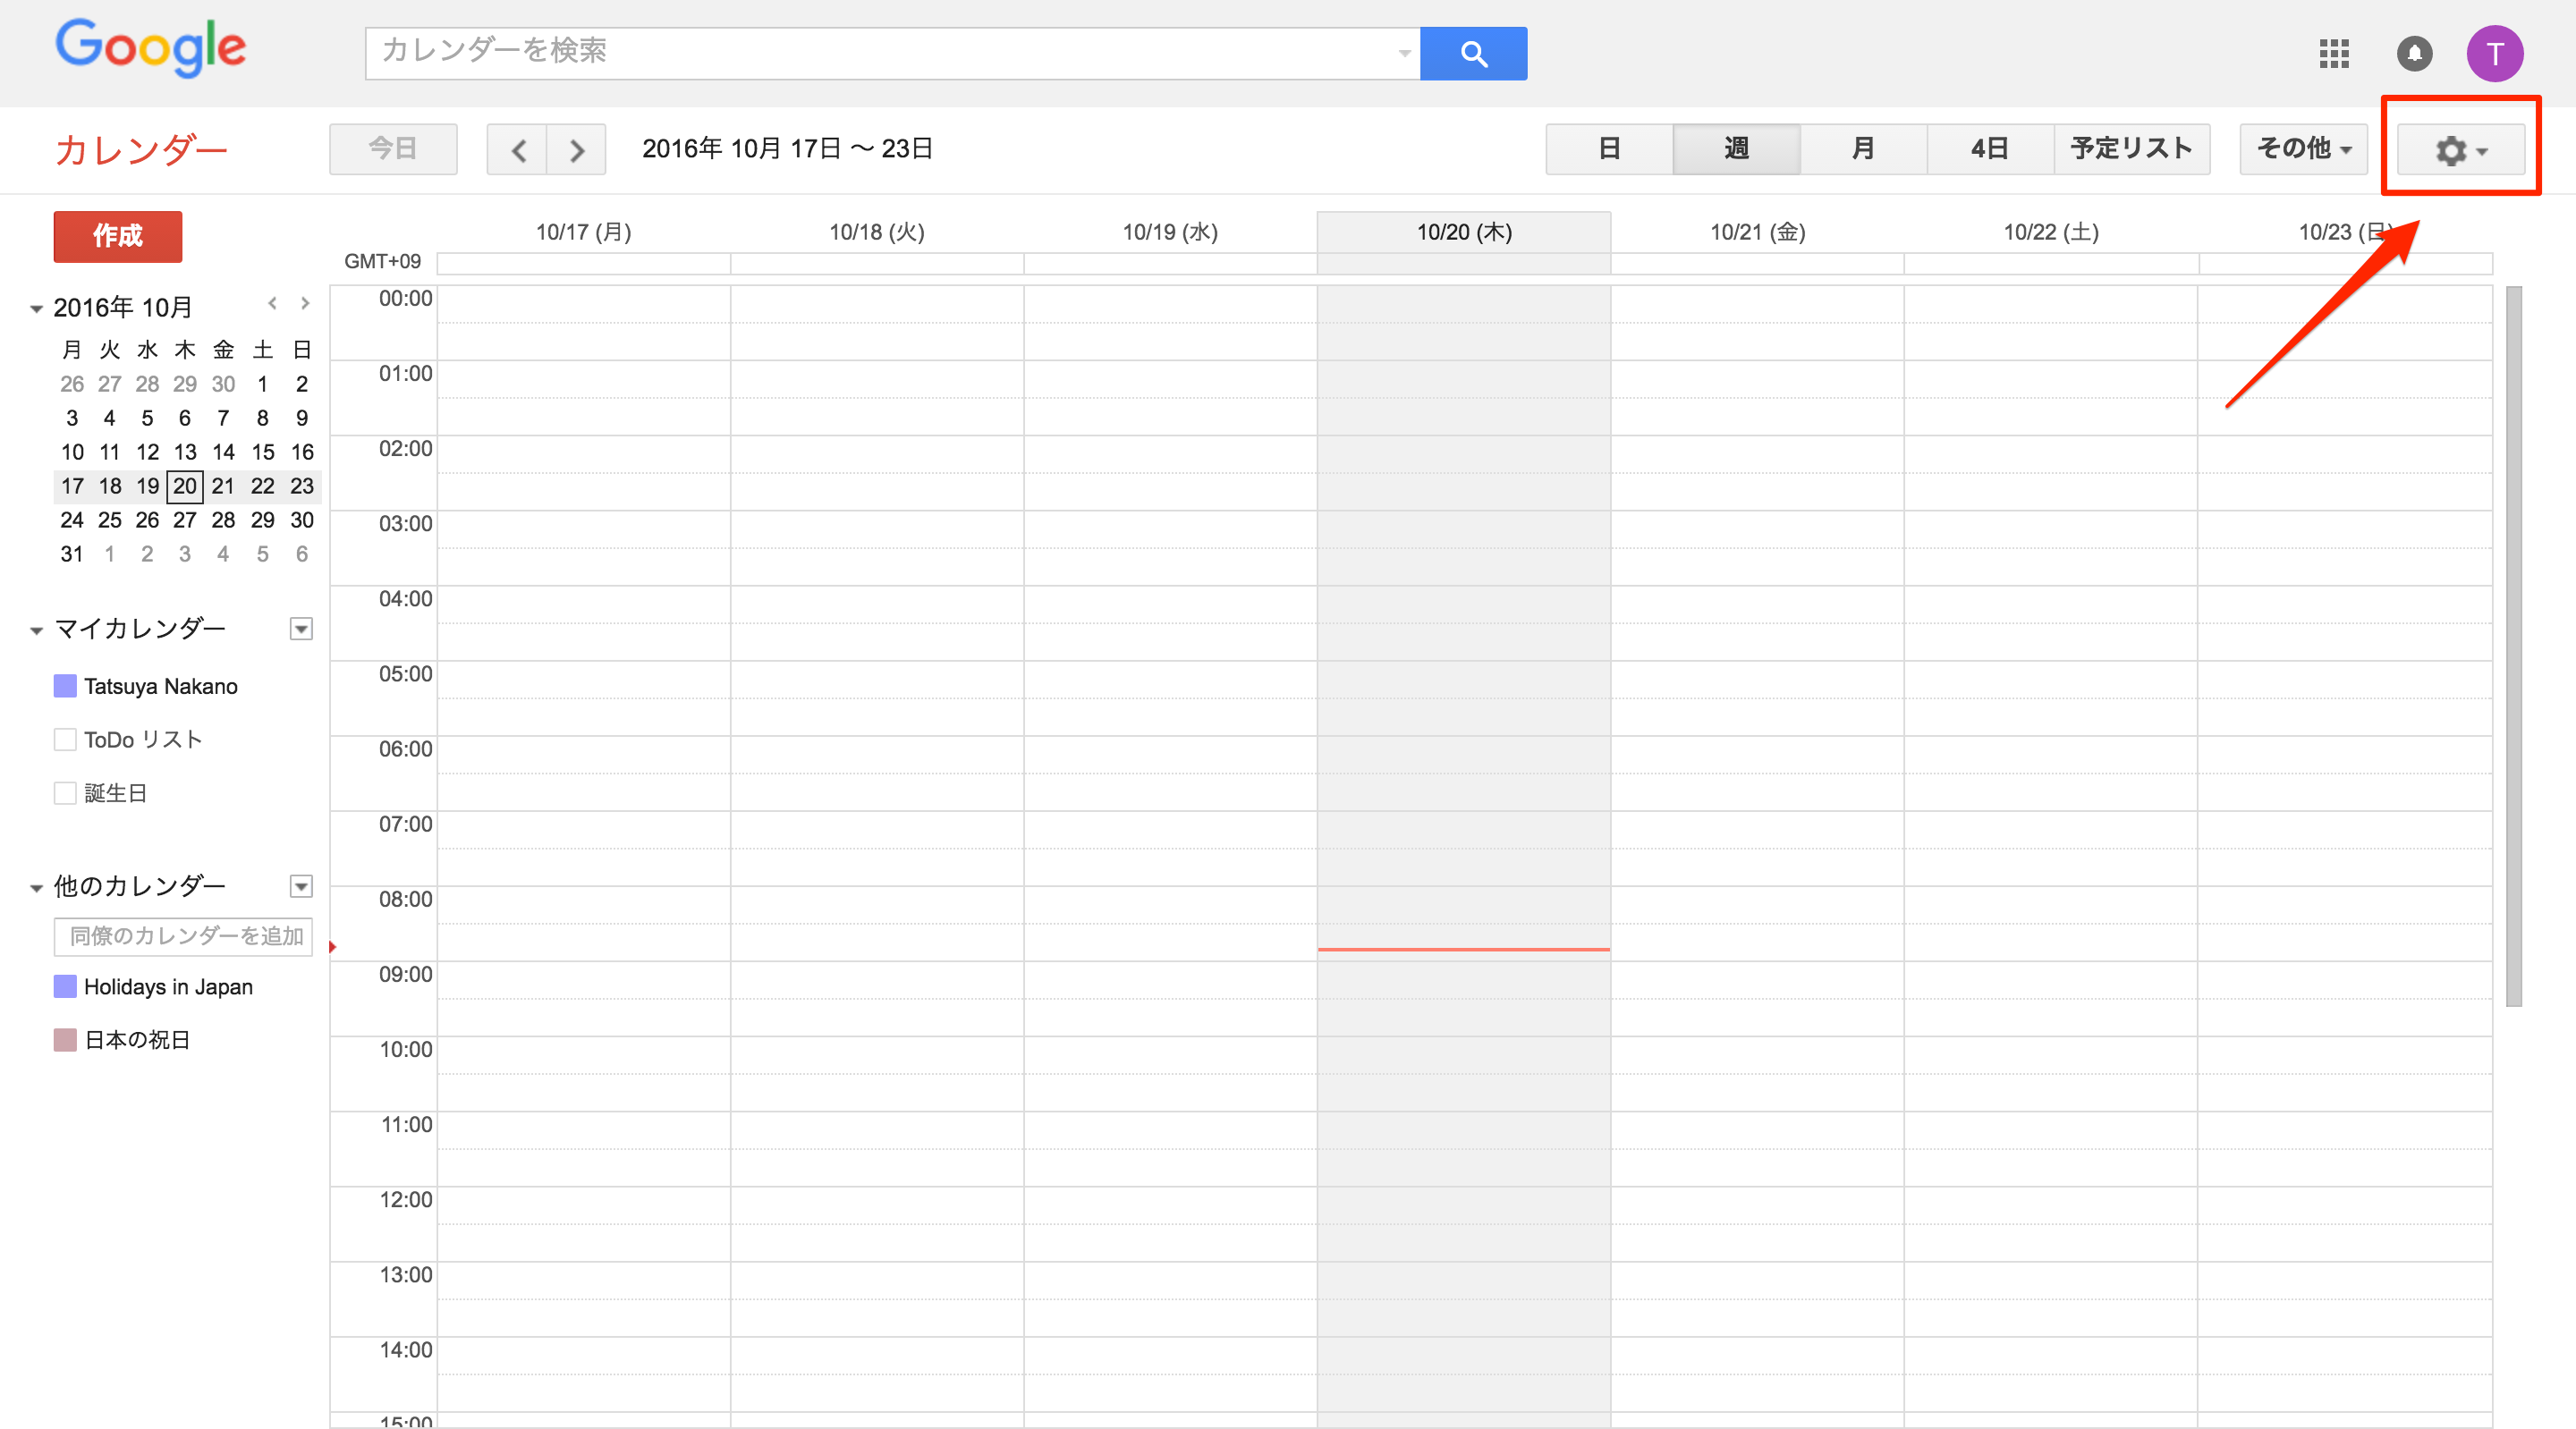 Google
カレンダーを検索
T
カレンダー
今日
2016年 10月 17日 ～ 23日
日
週
月
4日
予定リスト
その他
作成
10/17 (月)
10/18 (火)
10/19 (水)
10/20 (木)
10/21 (金)
10/22 (土)
10/23 (日)
GMT+09
2016年 10月
月 火 水 木 金 土 日
26 27 28 29 30 1 2
3 4 5 6 7 8 9
10 11 12 13 14 15 16
17 18 19 20 21 22 23
24 25 26 27 28 29 30
31 1 2 3 4 5 6
マイカレンダー
Tatsuya Nakano
ToDo リスト
誕生日
他のカレンダー
同僚のカレンダーを追加
Holidays in Japan
日本の祝日
00:00
01:00
02:00
03:00
04:00
05:00
06:00
07:00
08:00
09:00
10:00
11:00
12:00
13:00
14:00
15:00